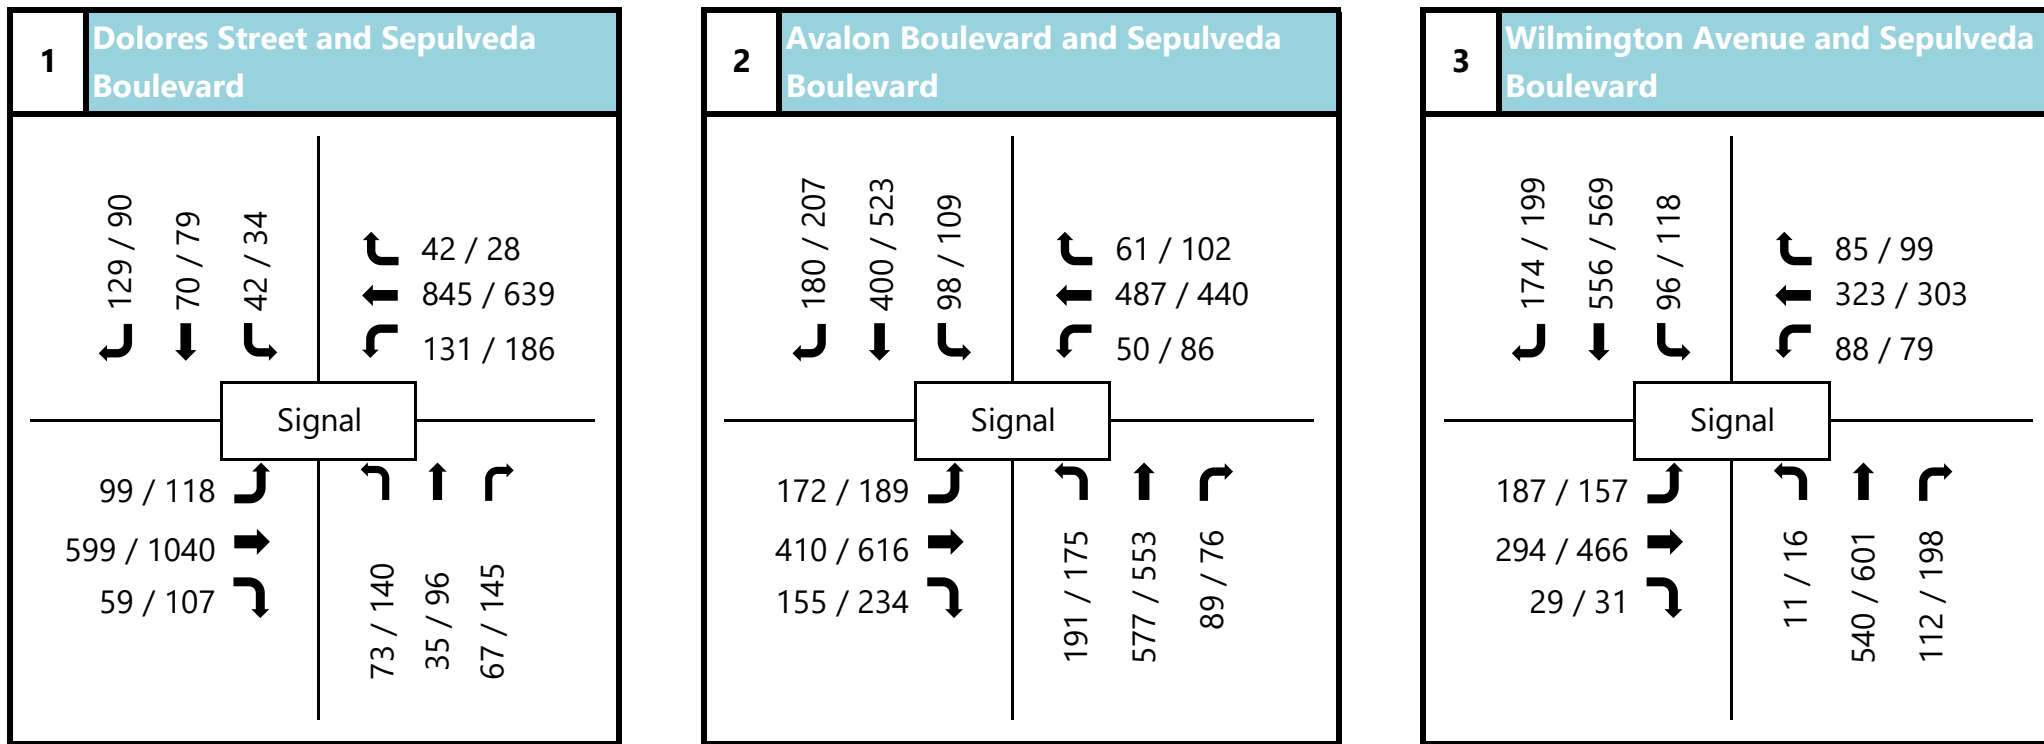 1
Dolores Street and Sepulveda
Boulevard
129 / 90
70 / 79
42 / 34
42 / 28
845 / 639
131 / 186
Signal
99 / 118
599 / 1040
59 / 107
73 / 140
35 / 96
67 / 145
2
Avalon Boulevard and Sepulveda
Boulevard
180 / 207
400 / 523
98 / 109
61 / 102
487 / 440
50 / 86
Signal
172 / 189
410 / 616
155 / 234
191 / 175
577 / 553
89 / 76
3
Wilmington Avenue and Sepulveda
Boulevard
174 / 199
556 / 569
96 / 118
85 / 99
323 / 303
88 / 79
Signal
187 / 157
294 / 466
29 / 31
11 / 16
540 / 601
112 / 198